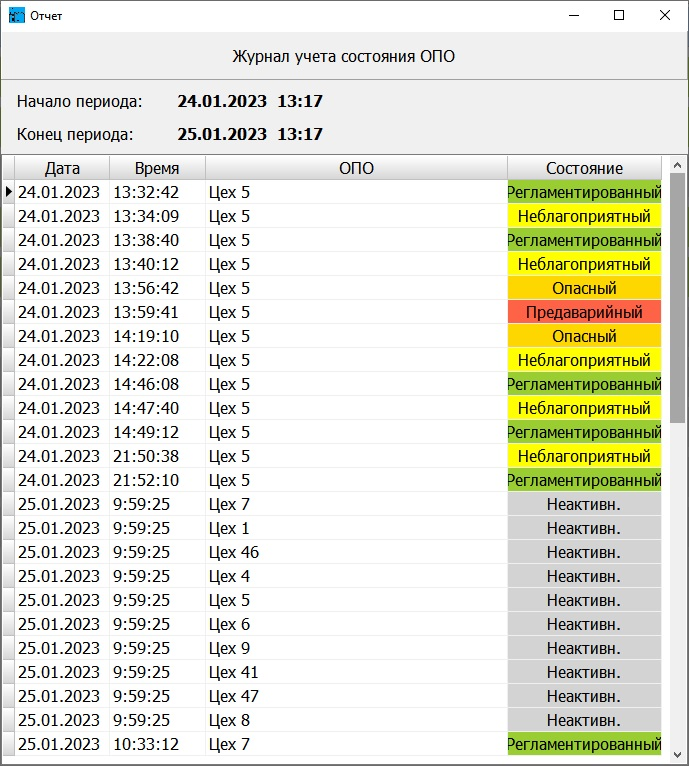 Отчет
Журнал учета состояния ОПО
Начало периода: 24.01.2023 13:17
Конец периода: 25.01.2023 13:17
Дата Время ОПО Состояние
24.01.2023 13:32:42 Цех 5 Регламентированный
24.01.2023 13:34:09 Цех 5 Неблагоприятный
24.01.2023 13:38:40 Цех 5 Регламентированный
24.01.2023 13:40:12 Цех 5 Неблагоприятный
24.01.2023 13:56:42 Цех 5 Опасный
24.01.2023 13:59:41 Цех 5 Предаварийный
24.01.2023 14:19:10 Цех 5 Опасный
24.01.2023 14:22:08 Цех 5 Неблагоприятный
24.01.2023 14:46:08 Цех 5 Регламентированный
24.01.2023 14:47:40 Цех 5 Неблагоприятный
24.01.2023 14:49:12 Цех 5 Регламентированный
24.01.2023 21:50:38 Цех 5 Неблагоприятный
24.01.2023 21:52:10 Цех 5 Регламентированный
25.01.2023 9:59:25 Цех 7 Неактивн.
25.01.2023 9:59:25 Цех 1 Неактивн.
25.01.2023 9:59:25 Цех 46 Неактивн.
25.01.2023 9:59:25 Цех 4 Неактивн.
25.01.2023 9:59:25 Цех 5 Неактивн.
25.01.2023 9:59:25 Цех 6 Неактивн.
25.01.2023 9:59:25 Цех 9 Неактивн.
25.01.2023 9:59:25 Цех 41 Неактивн.
25.01.2023 9:59:25 Цех 47 Неактивн.
25.01.2023 9:59:25 Цех 8 Неактивн.
25.01.2023 10:33:12 Цех 7 Регламентированный